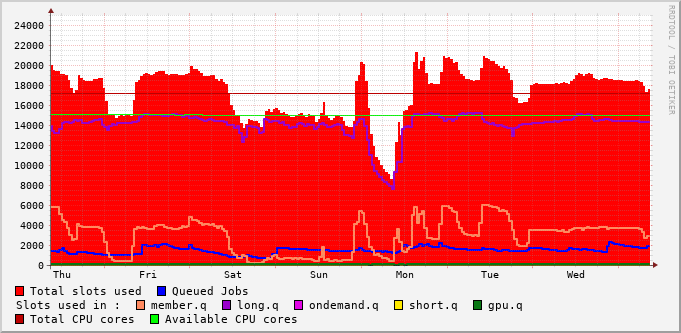 RRDTOOL / TOBI OETIKER
24000
22000
20000
18000
16000
14000
12000
10000
8000
6000
4000
2000
0
Thu Fri Sat Sun Mon Tue Wed
Total slots used Queued Jobs
Slots used in : member.q long.q ondemand.q short.q gpu.q
Total CPU cores Available CPU cores